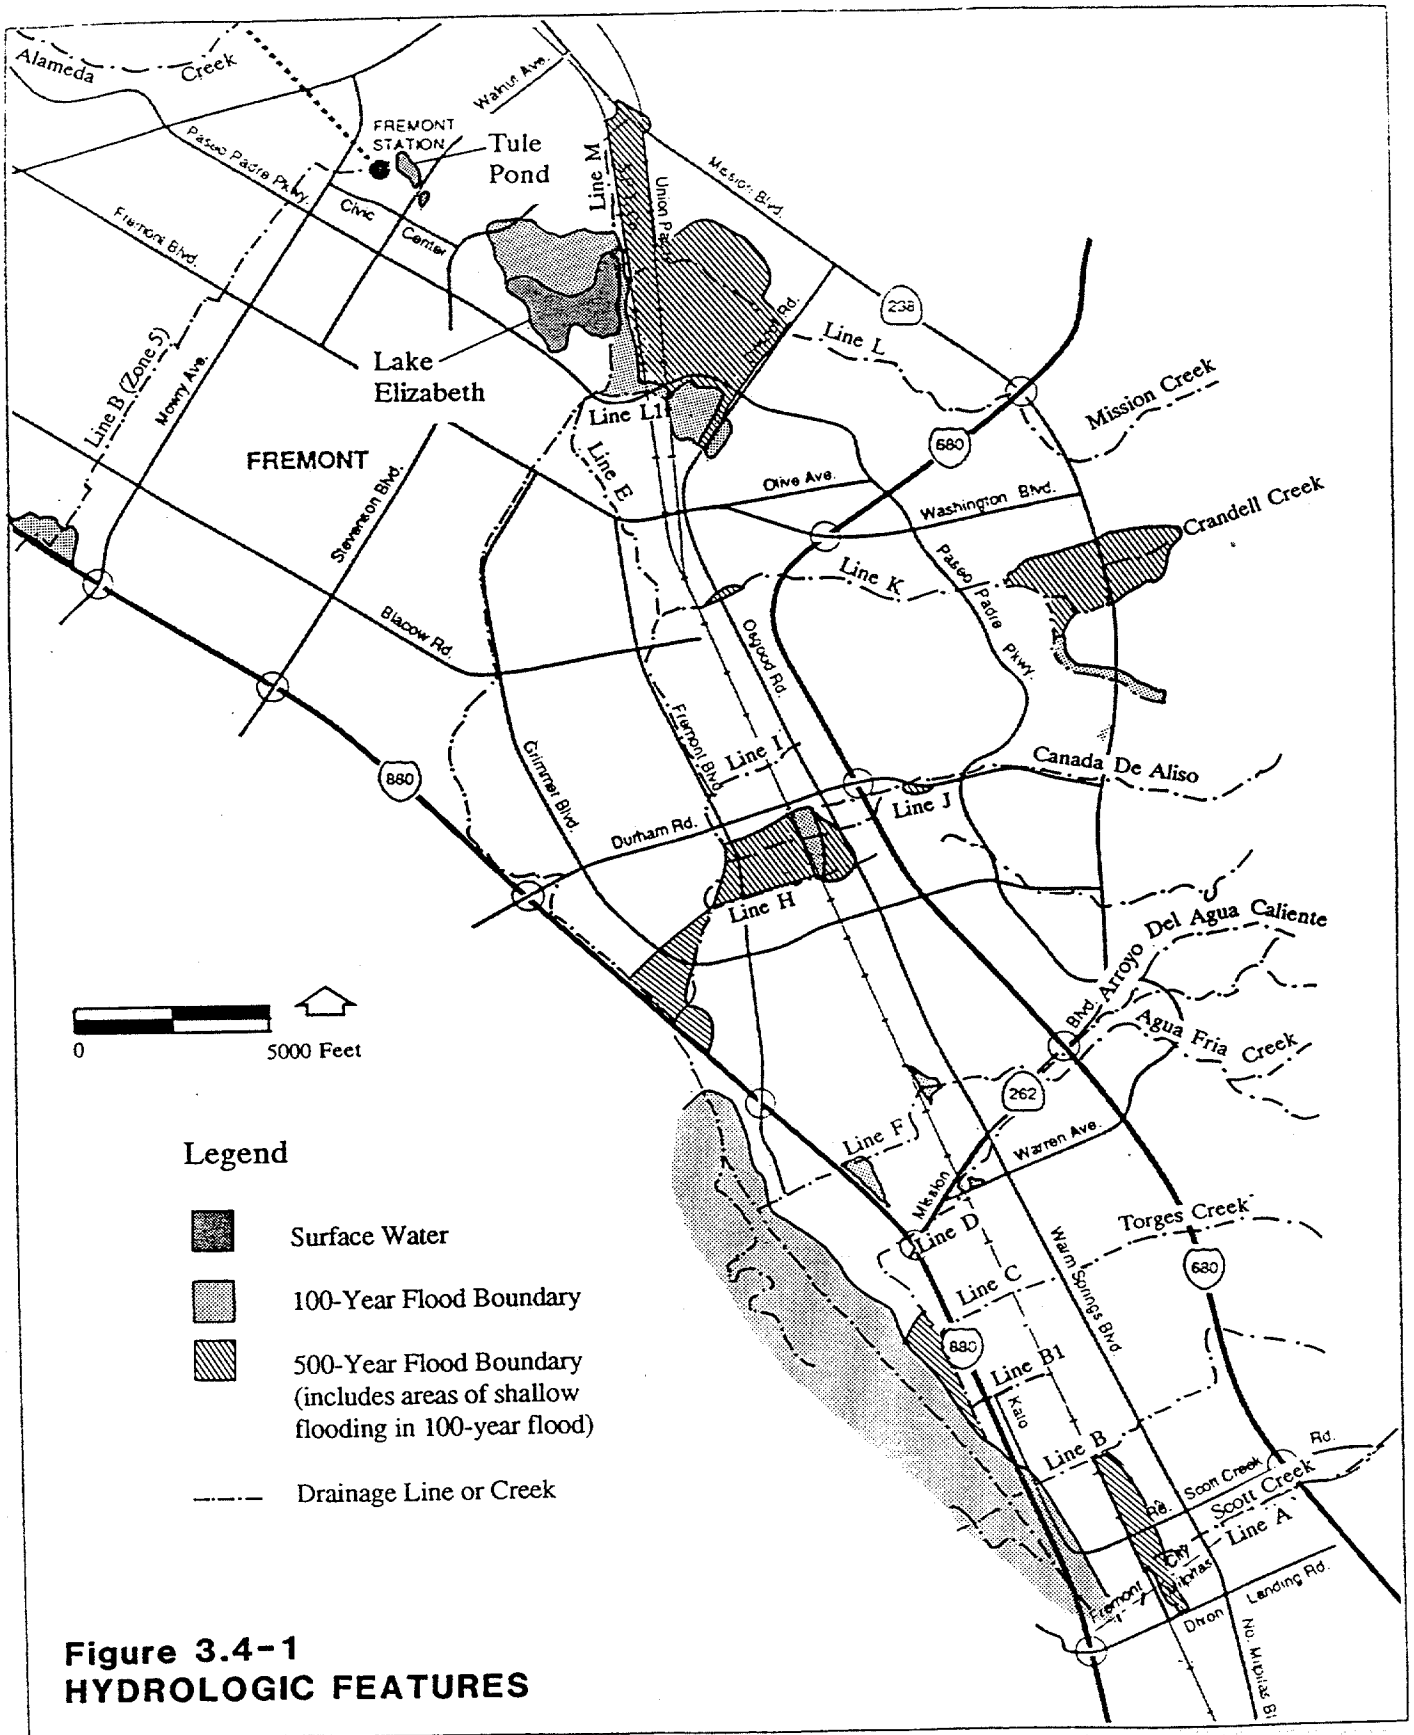 Alameda
Creek
Walnut Ave.
FREMONT
STATION
Tule
Pond
Paseo Padre Pkwy.
Line M
Mission Blvd.
Civic
Center
Fremont Blvd.
238
Line L
Lake
Elizabeth
Line B (Zone 5)
Mowry Ave.
Mission Creek
Line L1
680
FREMONT
Line E
Stevenson Blvd.
Olive Ave.
Washington Blvd.
Crandell Creek
Line K
Paseo
Padre
Pkwy.
Blacow Rd.
Osgood Rd.
Fremont Blvd.
Line I
Canada De Aliso
880
Grimmer Blvd.
Line J
Durham Rd.
Line H
Arroyo Del Agua Caliente
Blvd.
Agua Fria Creek
0
5000 Feet
262
Line F
Warren Ave.
Mission
Legend
Torges Creek
Line D
Surface Water
Warm Springs Blvd.
680
Line C
100-Year Flood Boundary
880
Line B1
500-Year Flood Boundary
(includes areas of shallow
flooding in 100-year flood)
Kato
Line B
Rd.
Scott Creek
Rd.
Scott Creek
Line A
Drainage Line or Creek
City
Fremont
Milpitas
Dixon Landing Rd.
Figure 3.4-1
HYDROLOGIC FEATURES